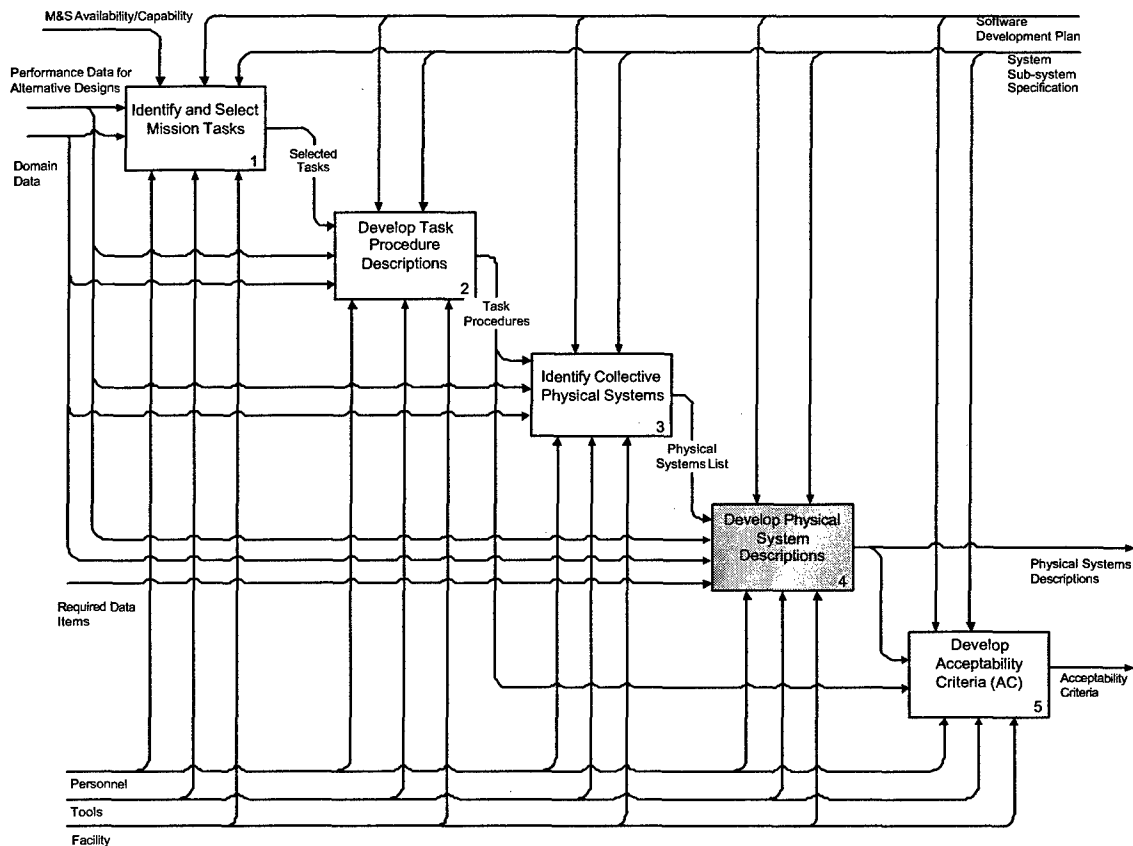 M&S Availability/Capability
Software
Development Plan
System
Sub-system
Specification
Performance Data for
Alternative Designs
Identify and Select
Mission Tasks
1
Domain
Data
Selected
Tasks
Develop Task
Procedure
Descriptions
2
Task
Procedures
Identify Collective
Physical Systems
3
Physical
Systems List
Develop Physical
System
Descriptions
4
Physical Systems
Descriptions
Required Data
Items
Develop
Acceptability
Criteria (AC)
5
Acceptability
Criteria
Personnel
Tools
Facility